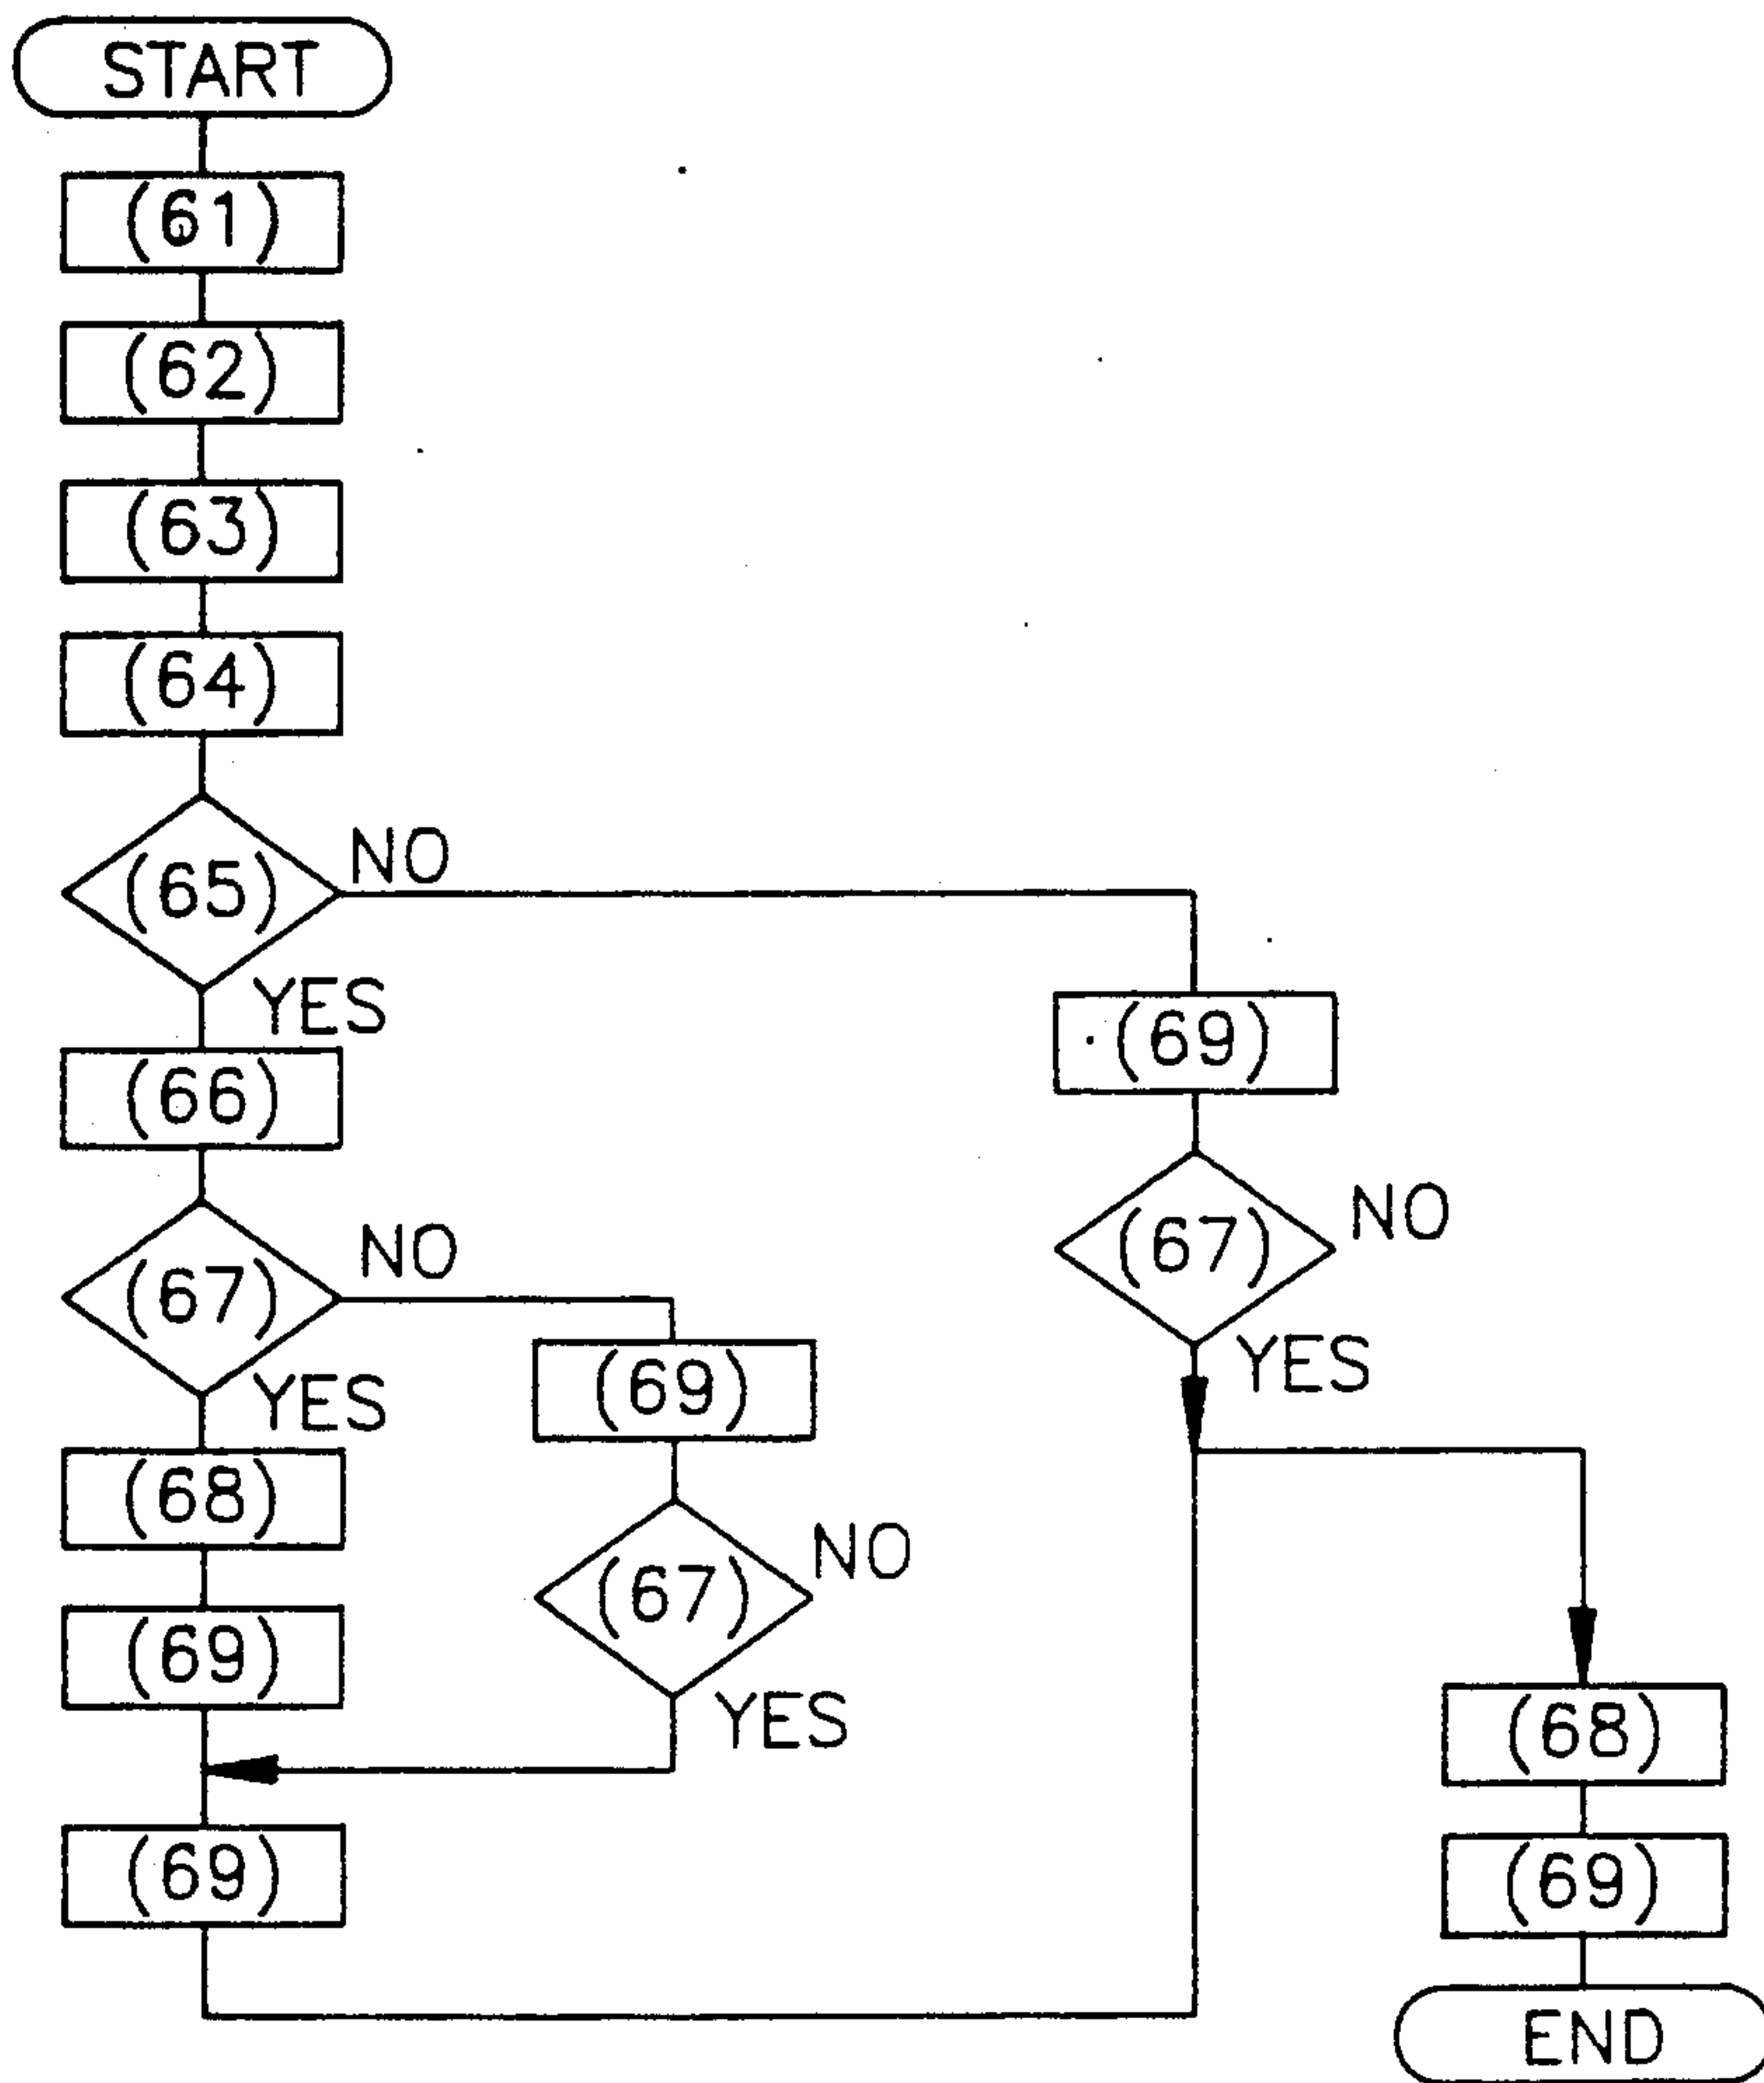 START
(61)
(62)
(63)
(64)
(65)
NO
YES
(66)
(67)
NO
YES
(68)
(69)
(69)
(69)
(67)
NO
YES
(69)
(67)
NO
YES
(68)
(69)
END